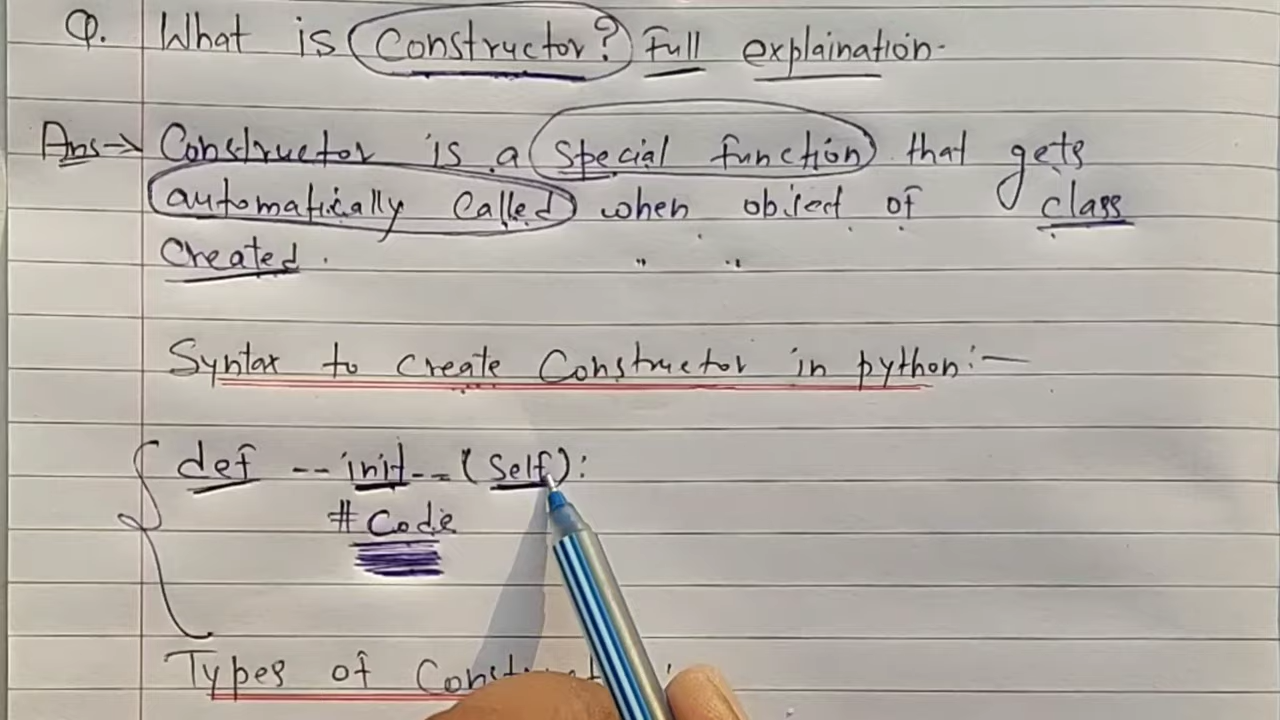 Q. What is Constructor? Full explaination.
Ans→ Constructor is a special function that gets
automatically called when object of class
Created.
" "
Syntax to create Constructor in python:—
def --init--(self):
#Code
Types of